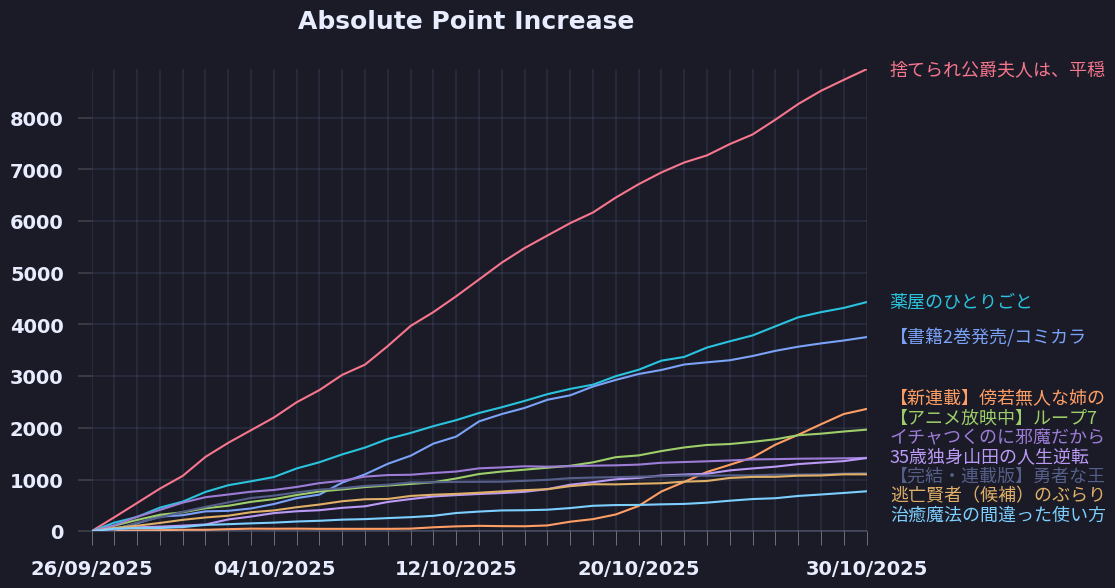 Absolute Point Increase
捨てられ公爵夫人は、平穏
8000
7000
6000
5000
薬屋のひとりごと
4000
【書籍2巻発売/コミカラ
3000
【新連載】傍若無人な姉の
【アニメ放映中】ループ7
2000
イチャつくのに邪魔だから
35歳独身山田の人生逆転
【完結・連載版】勇者な王
1000
逃亡賢者（候補）のぶらり
治癒魔法の間違った使い方
0
26/09/2025 04/10/2025 12/10/2025 20/10/2025 30/10/2025